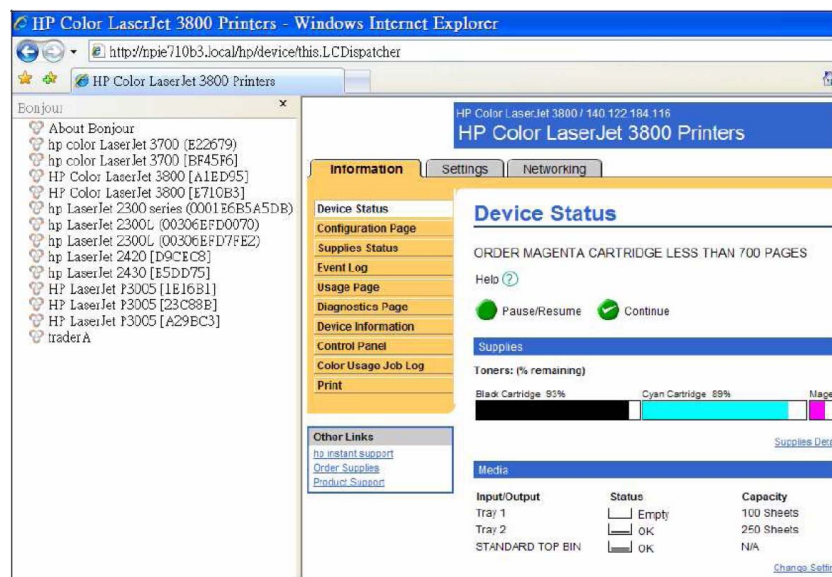 HP Color LaserJet 3800 Printers - Windows Internet Explorer
http://npie710b3.local/hp/device/this.LCDispatcher
HP Color LaserJet 3800 Printers
Bonjour
x
About Bonjour
hp color LaserJet 3700 (E22679)
hp color LaserJet 3700 [BF45F6]
HP Color LaserJet 3800 [A1ED95]
HP Color LaserJet 3800 [E710B3]
hp LaserJet 2300 series (0001E6B5A5DB)
hp LaserJet 2300L (00306EFD0070)
hp LaserJet 2300L (00306EFD7FE2)
hp LaserJet 2420 [D9CEC8]
hp LaserJet 2430 [E5DD75]
HP LaserJet P3005 [1E16B1]
HP LaserJet P3005 [23C88B]
HP LaserJet P3005 [A29BC3]
traderA
HP Color LaserJet 3800 / 140.122.184.116
HP Color LaserJet 3800 Printers
Information
Settings
Networking
Device Status
Configuration Page
Supplies Status
Event Log
Usage Page
Diagnostics Page
Device Information
Control Panel
Color Usage Job Log
Print
Other Links
hp instant support
Order Supplies
Product Support
Device Status
ORDER MAGENTA CARTRIDGE LESS THAN 700 PAGES
Help ?
Pause/Resume Continue
Supplies
Toners: (% remaining)
Black Cartridge 93% Cyan Cartridge 89% Mage
Supplies Deta
Media
Input/Output Status Capacity
Tray 1 Empty 100 Sheets
Tray 2 OK 250 Sheets
STANDARD TOP BIN OK N/A
Change Settin